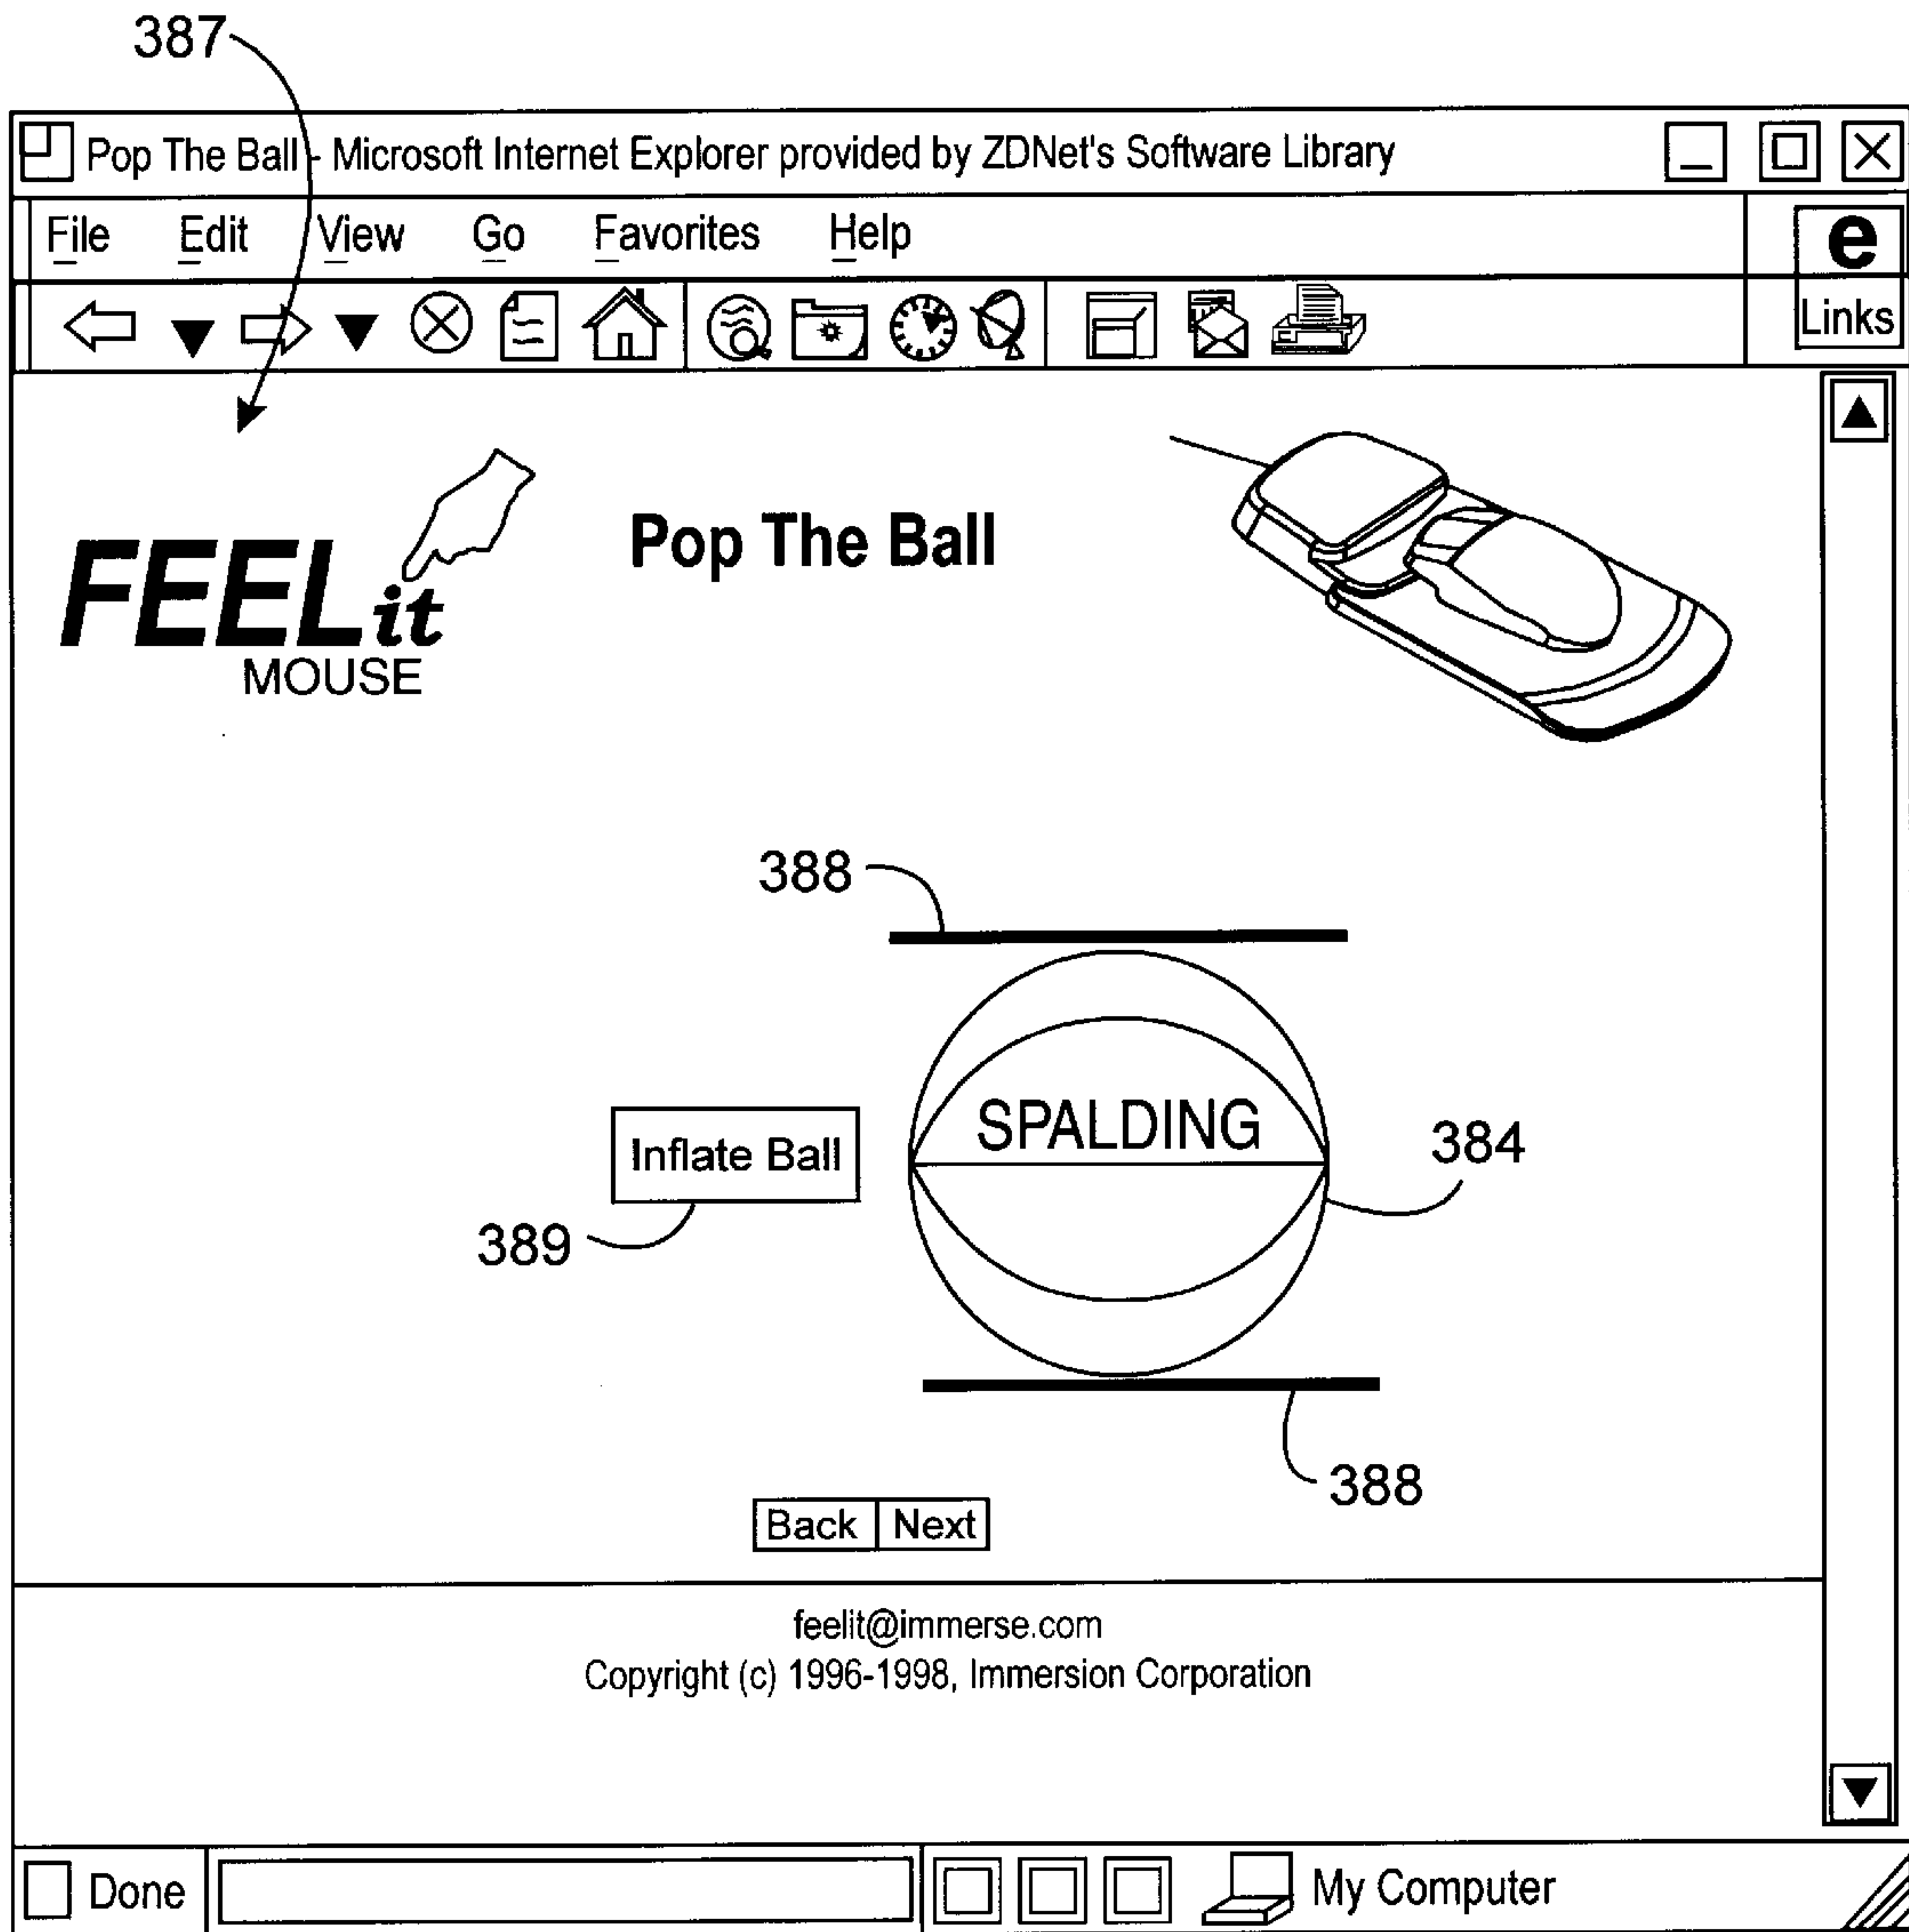 387
Pop The Ball - Microsoft Internet Explorer provided by ZDNet's Software Library
File Edit View Go Favorites Help
e
Links
FEELit
MOUSE
Pop The Ball
388
SPALDING
Inflate Ball
384
389
388
Back Next
feelit@immerse.com
Copyright (c) 1996-1998, Immersion Corporation
Done
My Computer